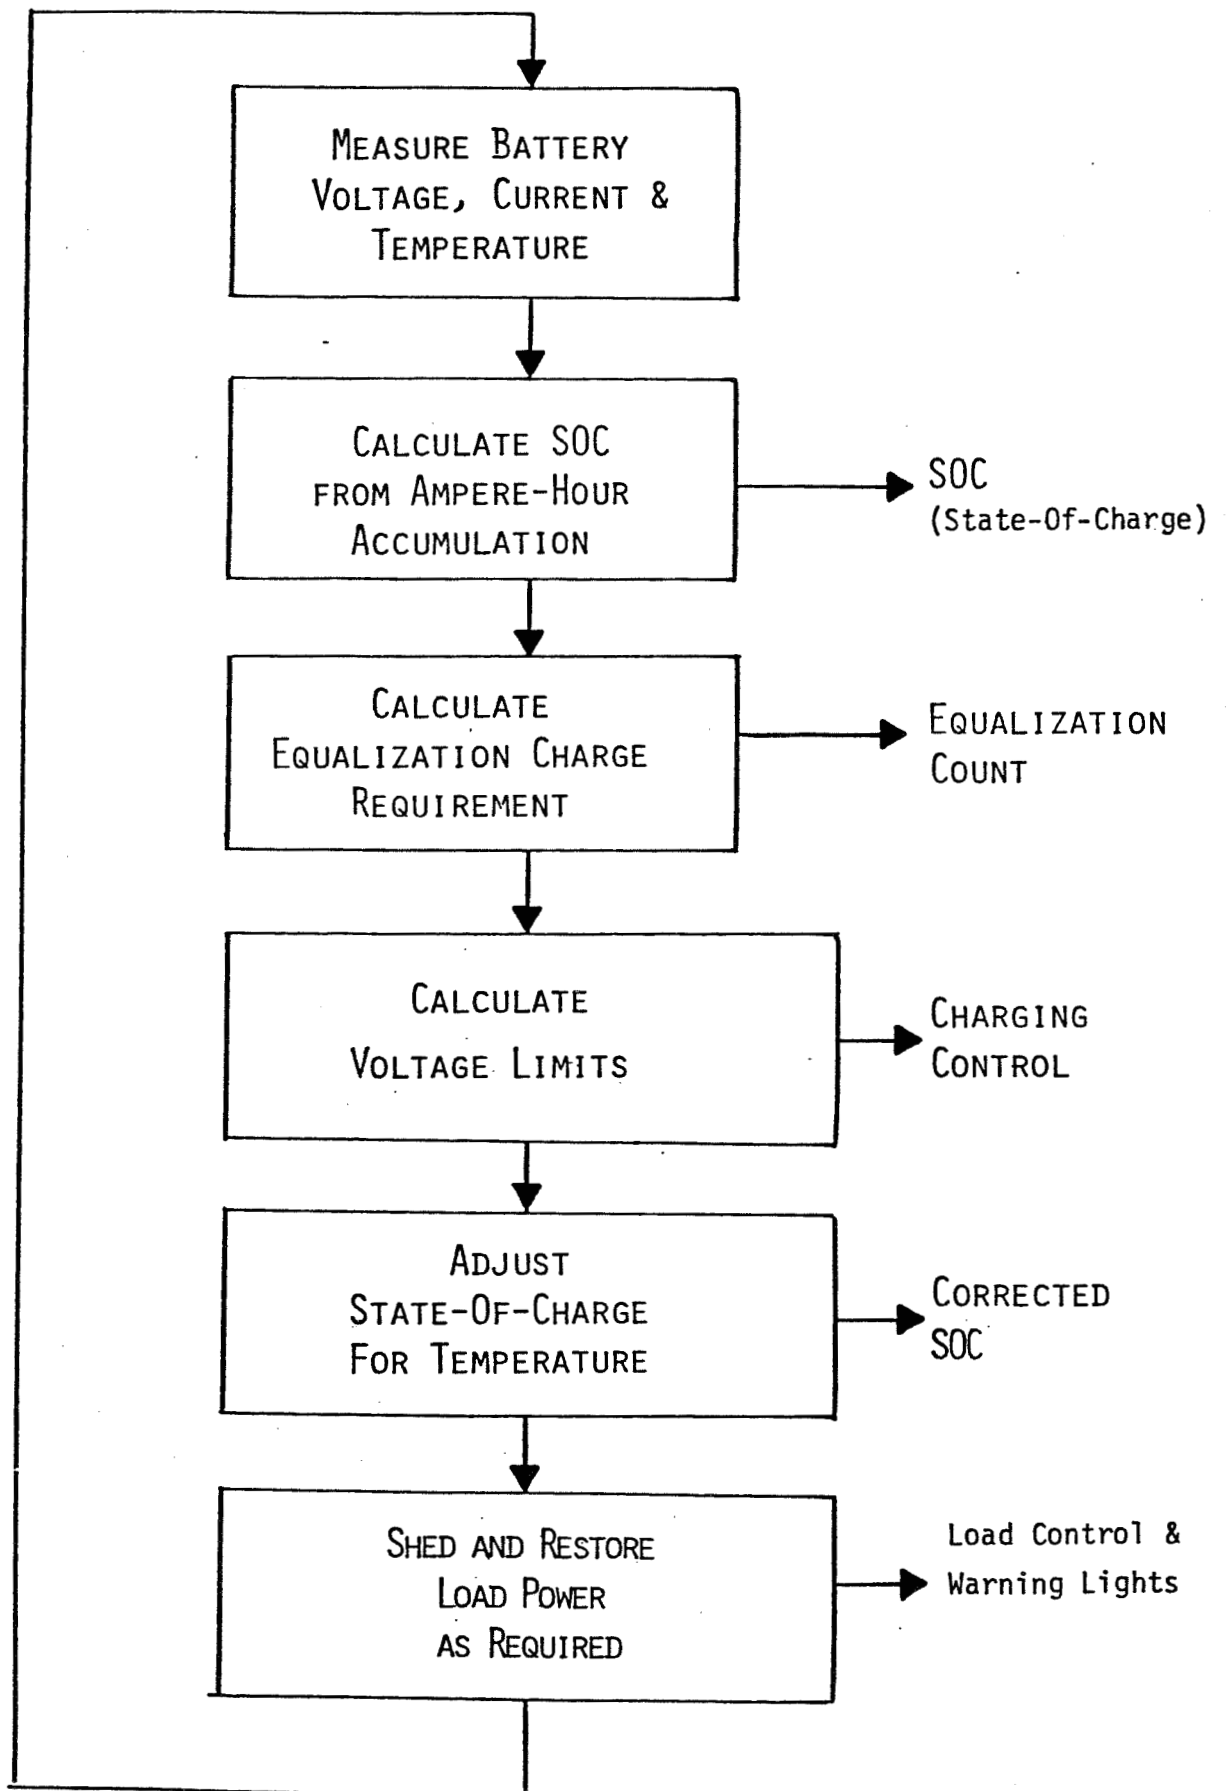 MEASURE BATTERY
VOLTAGE, CURRENT &
TEMPERATURE
CALCULATE SOC
FROM AMPERE-HOUR
ACCUMULATION
SOC
(State-Of-Charge)
CALCULATE
EQUALIZATION CHARGE
REQUIREMENT
EQUALIZATION
COUNT
CALCULATE
VOLTAGE LIMITS
CHARGING
CONTROL
ADJUST
STATE-OF-CHARGE
FOR TEMPERATURE
CORRECTED
SOC
SHED AND RESTORE
LOAD POWER
AS REQUIRED
Load Control &
Warning Lights